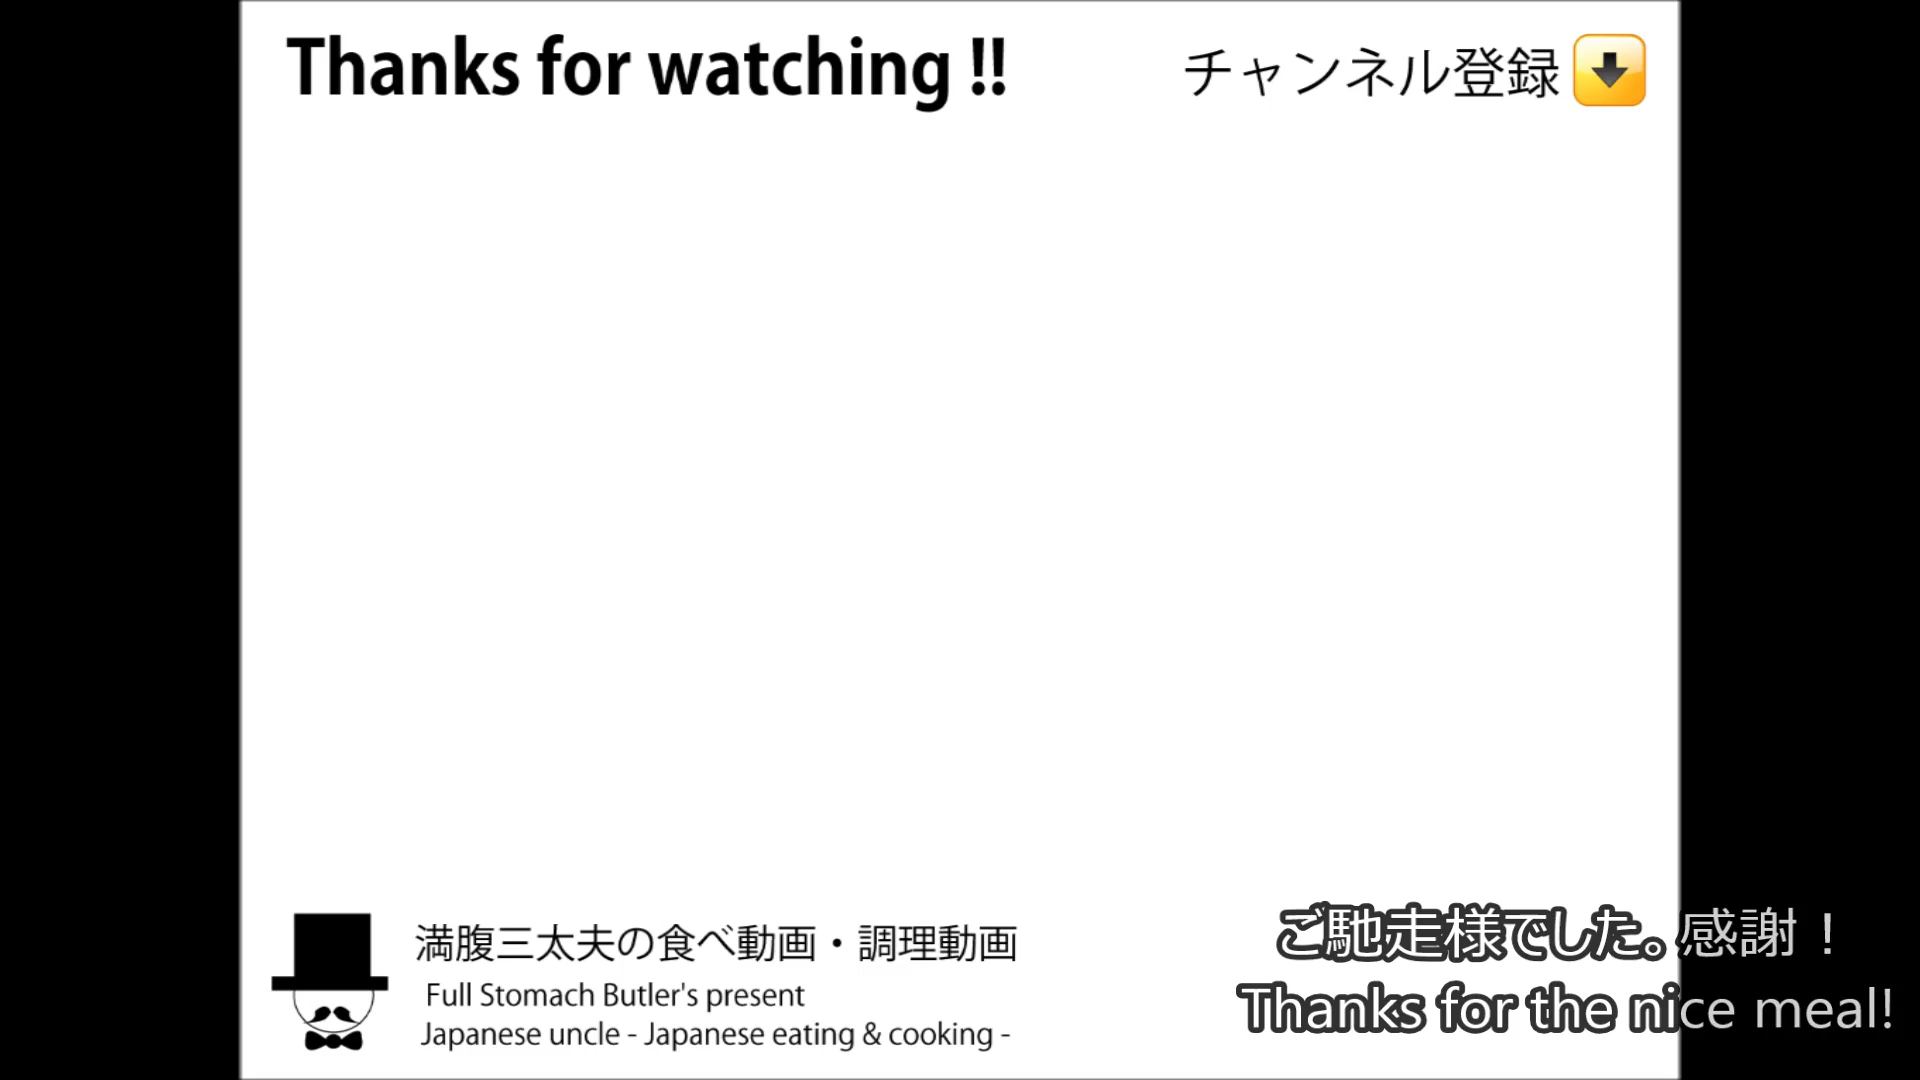 Thanks for watching !!
チャンネル登録
満腹三太夫の食べ動画・調理動画
Full Stomach Butler's present
Japanese uncle - Japanese eating & cooking -
ご馳走様でした。感謝！
Thanks for the nice meal!